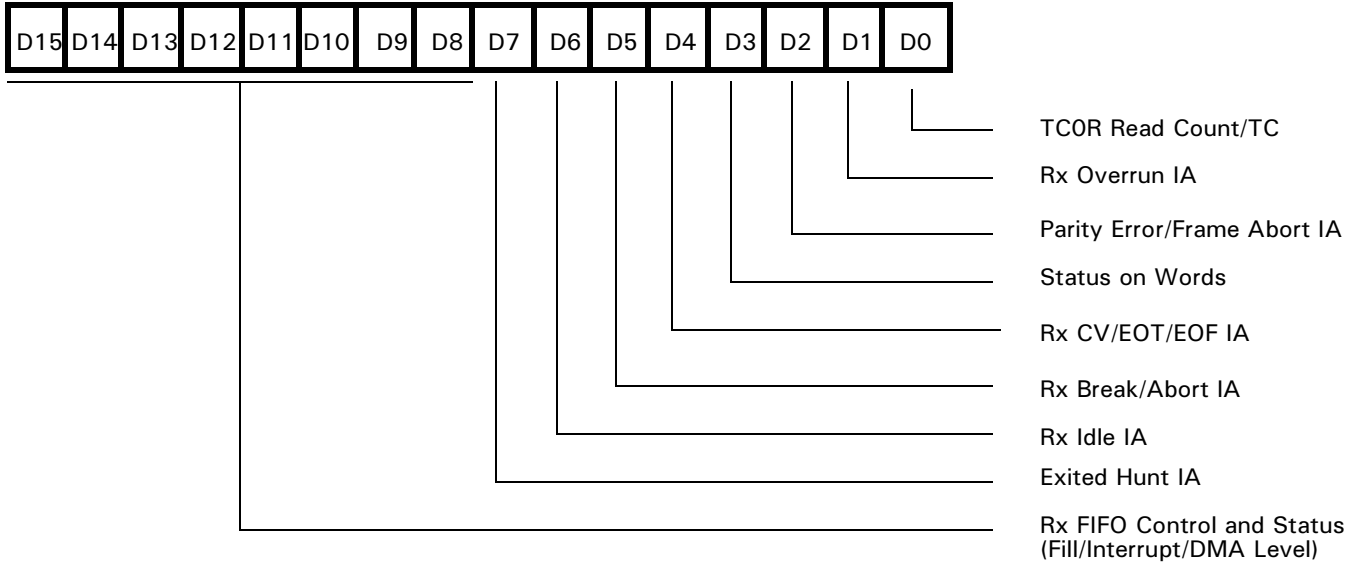 D15 D14 D13 D12 D11 D10 D9 D8 D7 D6 D5 D4 D3 D2 D1 D0
TC0R Read Count/TC
Rx Overrun IA
Parity Error/Frame Abort IA
Status on Words
Rx CV/EOT/EOF IA
Rx Break/Abort IA
Rx Idle IA
Exited Hunt IA
Rx FIFO Control and Status
(Fill/Interrupt/DMA Level)